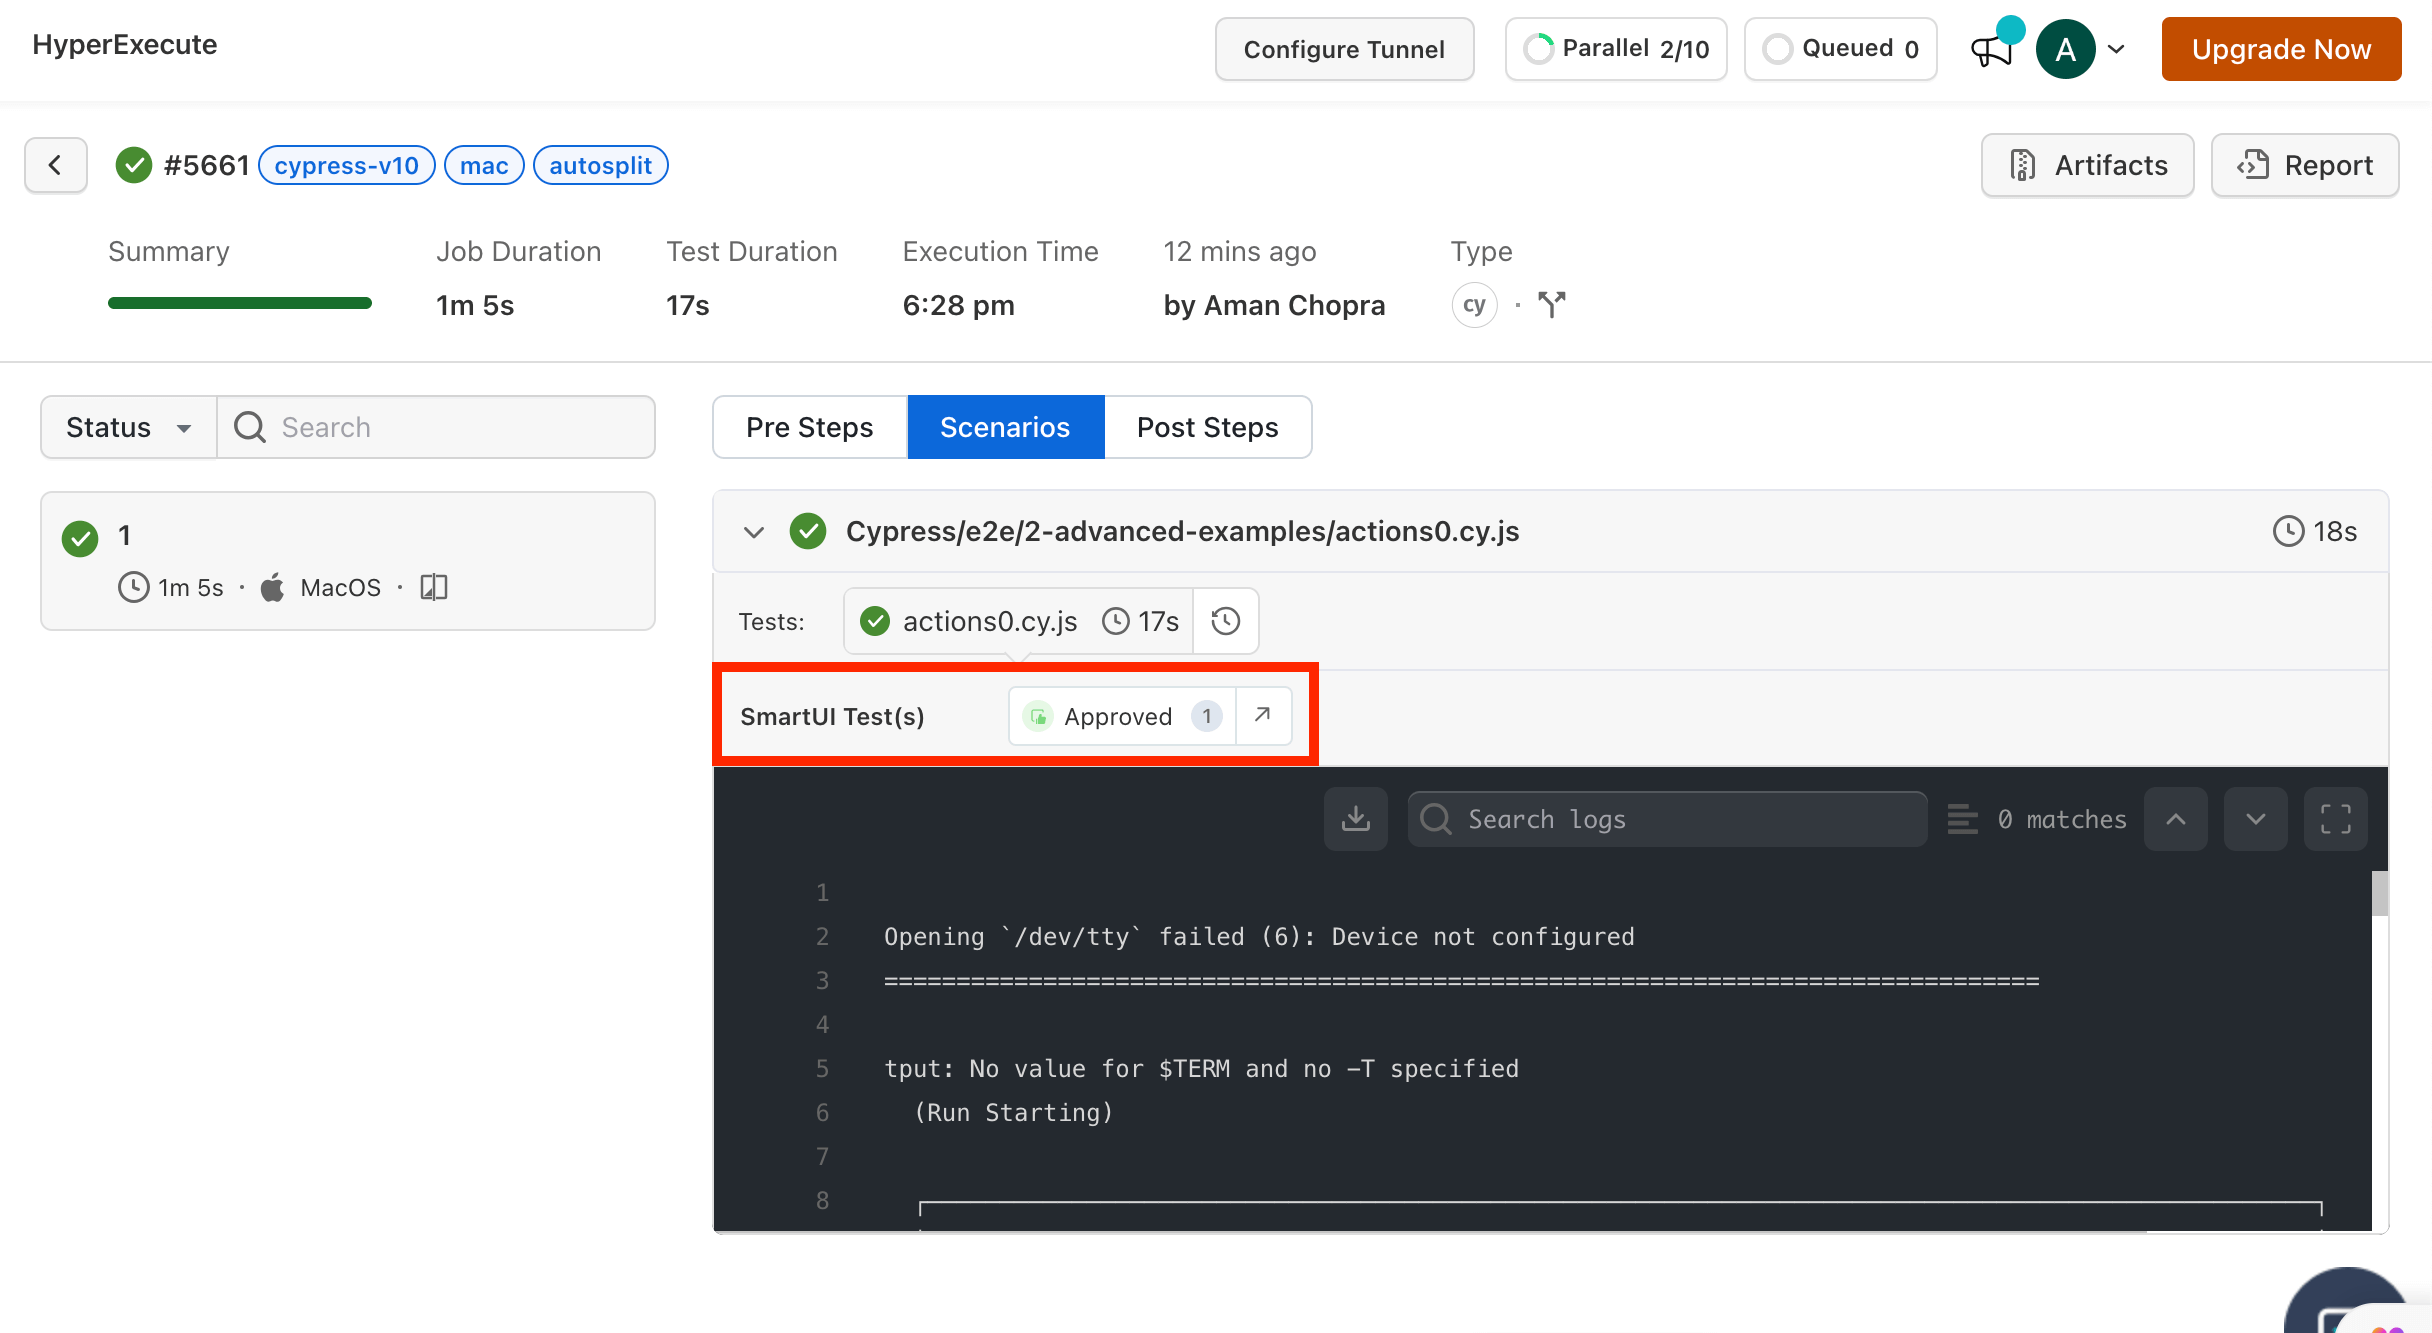 HyperExecute
Configure Tunnel
Parallel 2/10
Queued 0
A
Upgrade Now
#5661 cypress-v10 mac autosplit
Artifacts
Report
Summary Job Duration Test Duration Execution Time 12 mins ago Type
1m 5s 17s 6:28 pm by Aman Chopra cy ·
Status Search
Pre Steps Scenarios Post Steps
1
1m 5s · MacOS ·
Cypress/e2e/2-advanced-examples/actions0.cy.js 18s
Tests: actions0.cy.js 17s
SmartUI Test(s) Approved 1
Search logs 0 matches
1
2 Opening `/dev/tty` failed (6): Device not configured
3 ================================================================================
4
5 tput: No value for $TERM and no -T specified
6 (Run Starting)
7
8